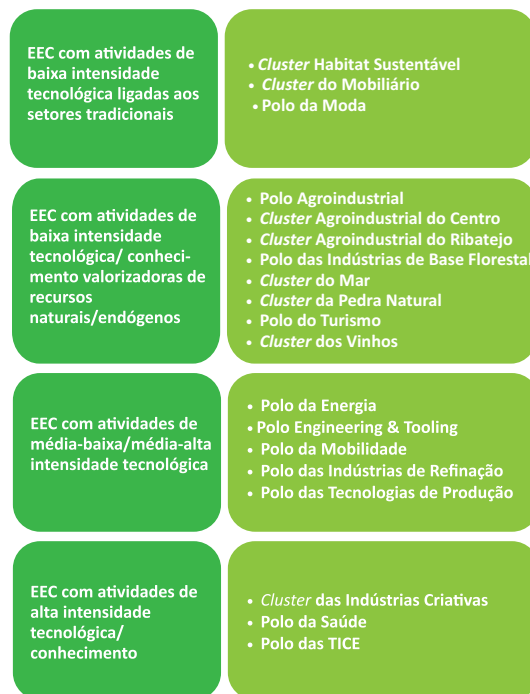 EEC com atividades de
baixa intensidade
tecnológica ligadas aos
setores tradicionais
• Cluster Habitat Sustentável
• Cluster do Mobiliário
• Polo da Moda
EEC com atividades de
baixa intensidade
tecnológica/ conheci-
mento valorizadoras de
recursos
naturais/endógenos
• Polo Agroindustrial
• Cluster Agroindustrial do Centro
• Cluster Agroindustrial do Ribatejo
• Polo das Indústrias de Base Florestal
• Cluster do Mar
• Cluster da Pedra Natural
• Polo do Turismo
• Cluster dos Vinhos
EEC com atividades de
média-baixa/média-alta
intensidade tecnológica
• Polo da Energia
• Polo Engineering & Tooling
• Polo da Mobilidade
• Polo das Indústrias de Refinação
• Polo das Tecnologias de Produção
EEC com atividades de
alta intensidade
tecnológica/
conhecimento
• Cluster das Indústrias Criativas
• Polo da Saúde
• Polo das TICE